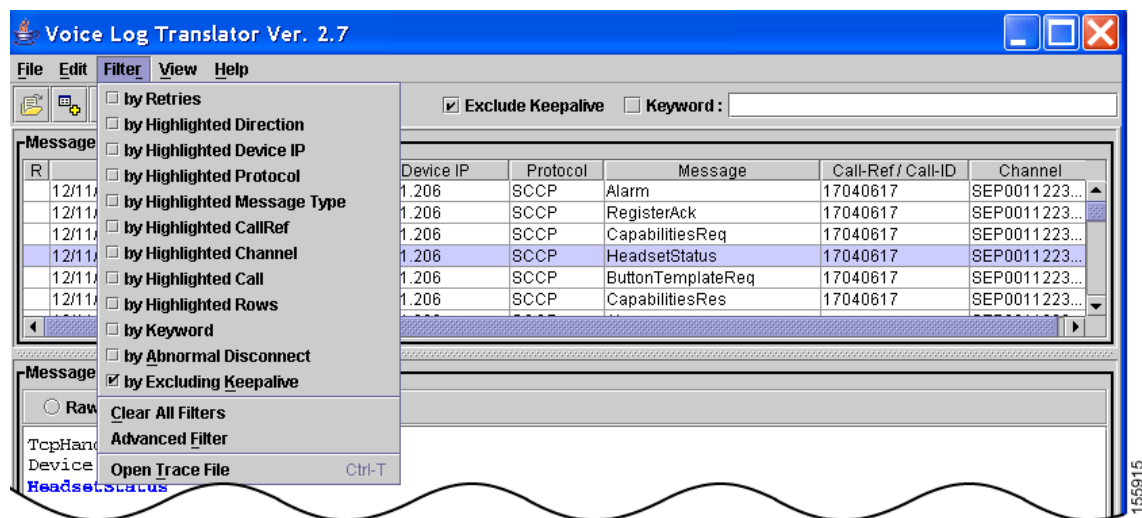 Voice Log Translator Ver. 2.7
File Edit Filter View Help
by Retries
Exclude Keepalive Keyword :
by Highlighted Direction
by Highlighted Device IP
by Highlighted Protocol
by Highlighted Message Type
by Highlighted CallRef
by Highlighted Channel
by Highlighted Call
by Highlighted Rows
by Keyword
by Abnormal Disconnect
by Excluding Keepalive
Clear All Filters
Advanced Filter
Open Trace File Ctrl-T
Message
R Device IP Protocol Message Call-Ref / Call-ID Channel
12/11/ 1.206 SCCP Alarm 17040617 SEP0011223...
12/11/ 1.206 SCCP RegisterAck 17040617 SEP0011223...
12/11/ 1.206 SCCP CapabilitiesReq 17040617 SEP0011223...
12/11/ 1.206 SCCP HeadsetStatus 17040617 SEP0011223...
12/11/ 1.206 SCCP ButtonTemplateReq 17040617 SEP0011223...
12/11/ 1.206 SCCP CapabilitiesRes 17040617 SEP0011223...
Message
Raw
TcpHand
Device
HeadsetStatus
155915